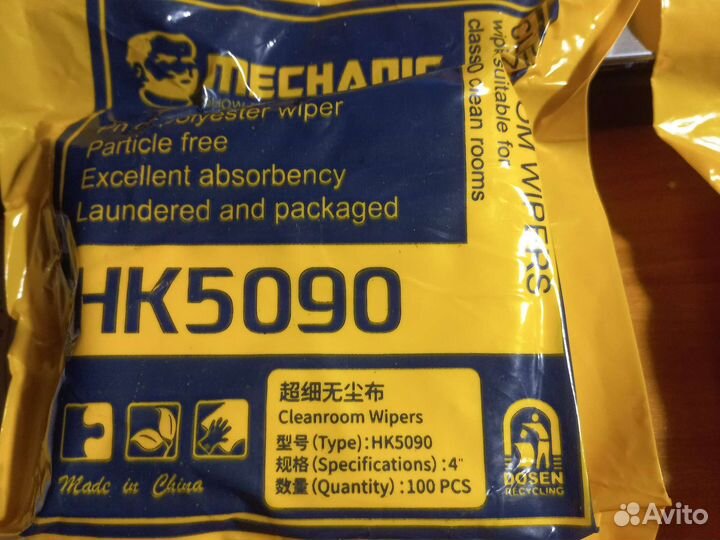 MECHANIC
polyester wiper
Particle free
Excellent absorbency
Laundered and packaged
suitable for
class clean rooms
WIPERS
HK5090
超细无尘布
Cleanroom Wipers
型号(Type):HK5090
规格(Specifications):4"
数量(Quantity):100 PCS
Made in China
DOSEN
RECYCLING
Avito